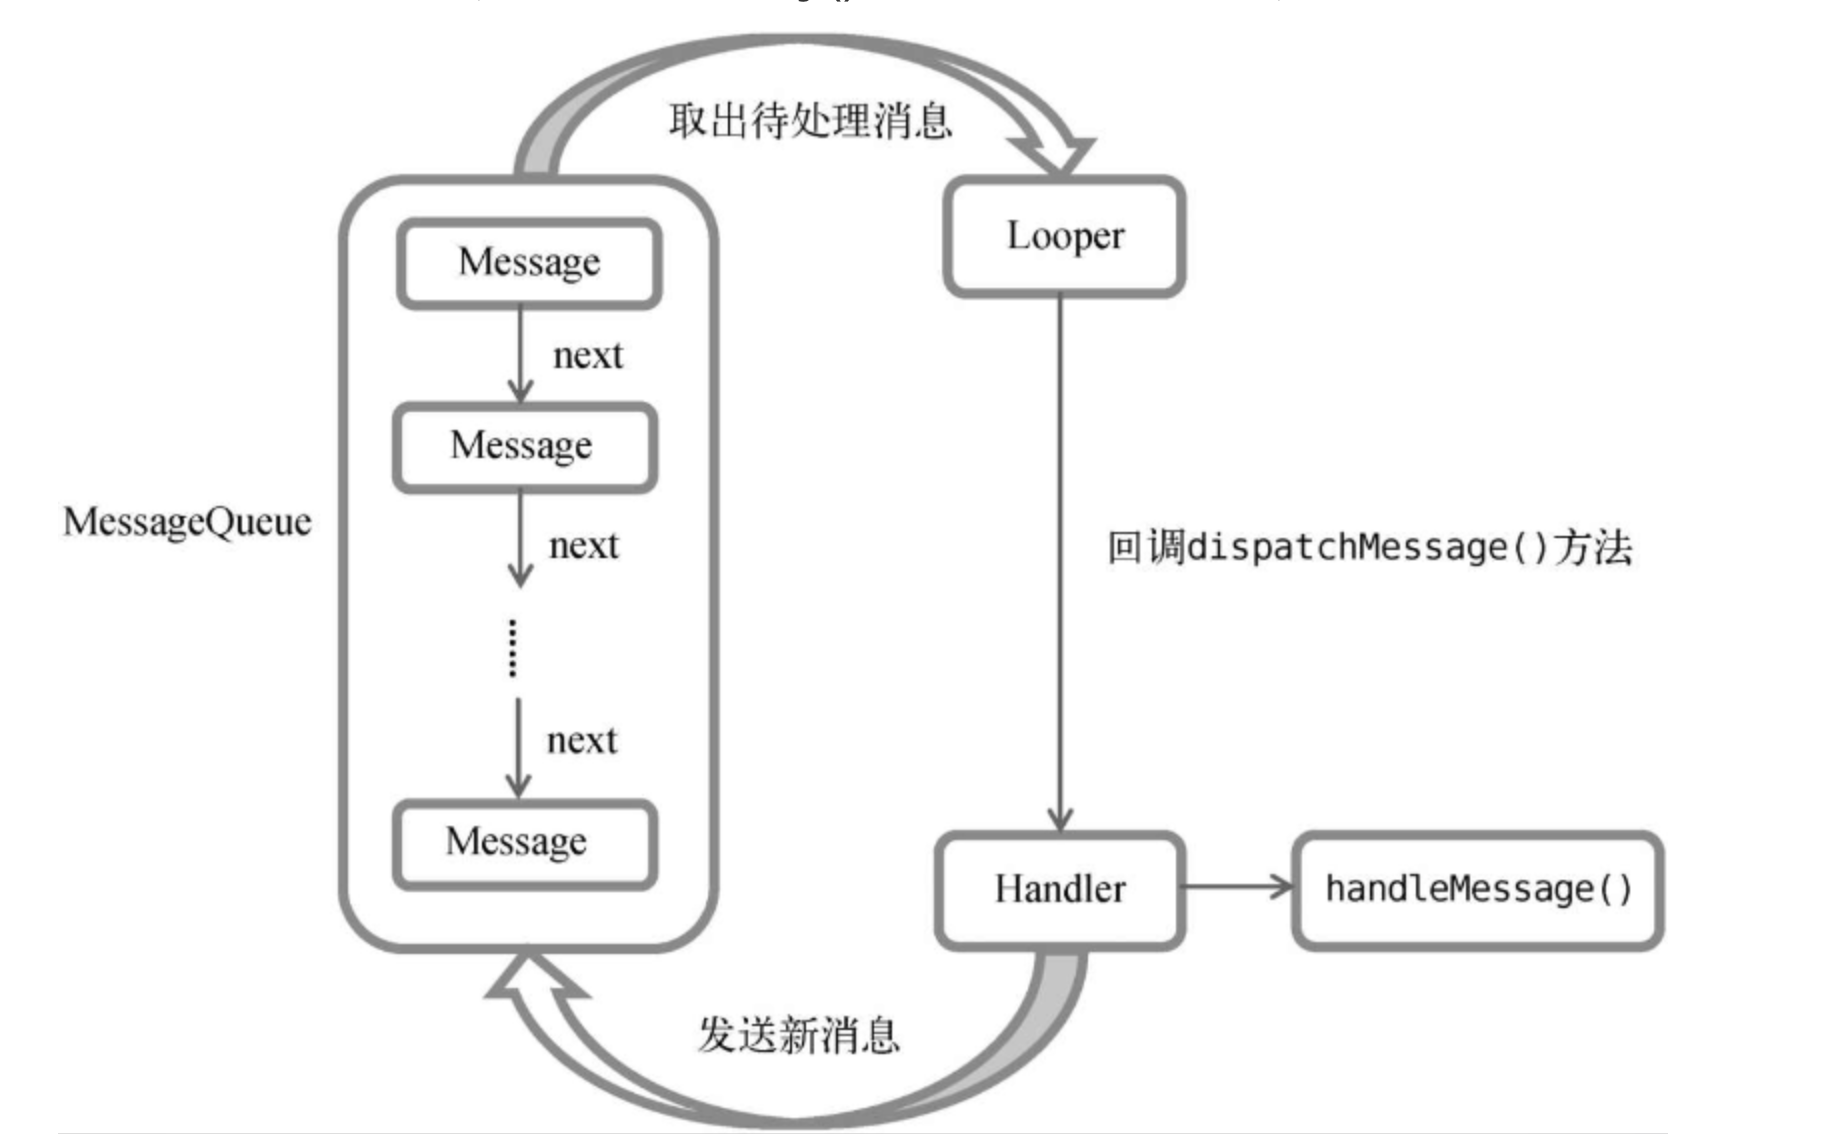 取出待处理消息
Looper
Message
next
Message
MessageQueue
next
回调dispatchMessage()方法
next
Message
Handler
handleMessage()
发送新消息